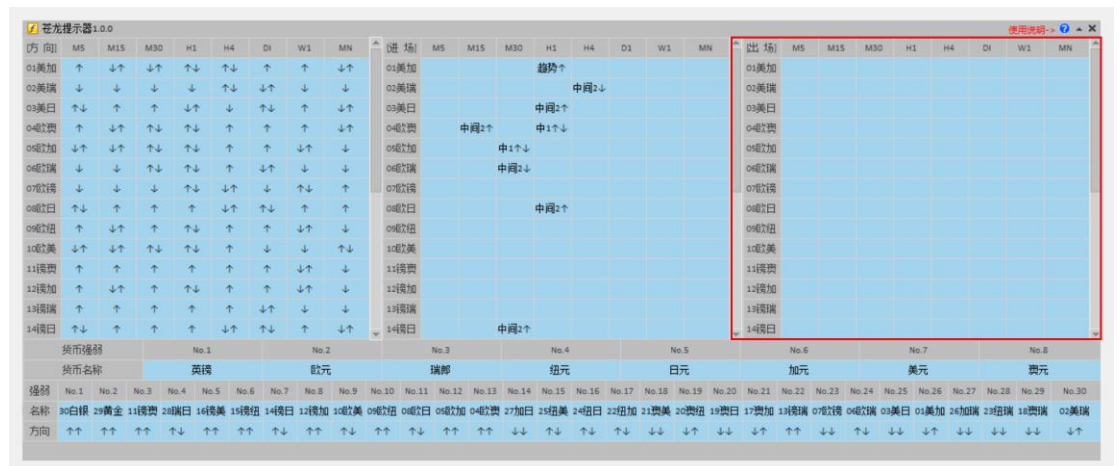 苍龙提示器1.0.0 使用说明->
[方 向] M5 M15 M30 H1 H4 DI W1 MN [进 场] M5 M15 M30 H1 H4 D1 W1 MN [出 场] M5 M15 M30 H1 H4 DI W1 MN
01美加 ↑ ↓↑ ↓↑ ↑↓ ↑↓ ↑ ↑ ↓↑ 01美加 趋势↑ 01美加
02美瑞 ↓ ↓ ↓ ↓ ↑↓ ↓↑ ↓ ↓ 02美瑞 中间2↓ 02美瑞
03美日 ↑↓ ↑ ↑ ↓↑ ↓ ↑↓ ↑ ↓↑ 03美日 中间2↑ 03美日
04欧澳 ↑ ↓↑ ↑↓ ↑↓ ↑ ↑ ↑ ↓↑ 04欧澳 中间2↑ 中1↑↓ 04欧澳
05欧加 ↓↑ ↓↑ ↑↓ ↑↓ ↑ ↑ ↓↑ ↓ 05欧加 中1↑↓ 05欧加
06欧瑞 ↓ ↓ ↑↓ ↑↓ ↑ ↓↑ ↓ ↓ 06欧瑞 中间2↓ 06欧瑞
07欧镑 ↓ ↓ ↓ ↑↓ ↓↑ ↓ ↑↓ ↑ 07欧镑 07欧镑
08欧日 ↑↓ ↑ ↑ ↑ ↓↑ ↑↓ ↑ ↑ 08欧日 中间2↑ 08欧日
09欧纽 ↑ ↓↑ ↑ ↑↓ ↑ ↑ ↓↑ ↓ 09欧纽 09欧纽
10欧美 ↓↑ ↓↑ ↑↓ ↑↓ ↑ ↓ ↓ ↑↓ 10欧美 10欧美
11镑澳 ↑ ↑ ↑ ↑ ↑ ↑ ↓↑ ↓ 11镑澳 11镑澳
12镑加 ↑ ↓↑ ↑ ↑↓ ↑ ↑ ↓↑ ↓ 12镑加 12镑加
13镑瑞 ↑ ↑ ↑ ↑ ↑ ↓↑ ↓ ↓ 13镑瑞 13镑瑞
14镑日 ↑↓ ↑ ↑ ↑ ↓↑ ↑↓ ↑ ↓↑ 14镑日 中间2↑ 14镑日
货币强弱 No.1 No.2 No.3 No.4 No.5 No.6 No.7 No.8
货币名称 英镑 欧元 瑞郎 纽元 日元 加元 美元 澳元
强弱 No.1 No.2 No.3 No.4 No.5 No.6 No.7 No.8 No.9 No.10 No.11 No.12 No.13 No.14 No.15 No.16 No.17 No.18 No.19 No.20 No.21 No.22 No.23 No.24 No.25 No.26 No.27 No.28 No.29 No.30
名称 30白银 29黄金 11镑澳 28瑞日 16镑美 15镑纽 14镑日 12镑加 10欧美 09欧纽 08欧日 05欧加 04欧澳 27加日 25纽美 24纽日 22纽加 21澳美 20澳纽 19澳日 17澳加 13镑瑞 07欧镑 06欧瑞 03美日 01美加 26加瑞 23纽瑞 18澳瑞 02美瑞
方向 ↑↑ ↑↑ ↑↑ ↑↓ ↑↑ ↑↑ ↑↓ ↑↑ ↑↓ ↑↑ ↑↓ ↑↑ ↑↑ ↓↓ ↑↓ ↑↓ ↑↓ ↓↓ ↓↑ ↓↓ ↓↑ ↑↑ ↓↓ ↑↓ ↓↓ ↓↑ ↓↓ ↓↓ ↓↓ ↓↑